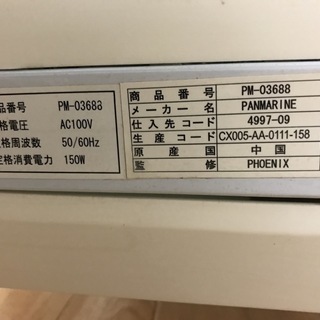 品番号 PM-03688
格電圧 AC100V
格周波数 50/60Hz
定格消費電力 150W
商品番号 PM-03688
メーカー名 PANMARINE
仕入先コード 4997-09
生産コード CX005-AA-0111-158
原産国 中国
監修 PHOENIX